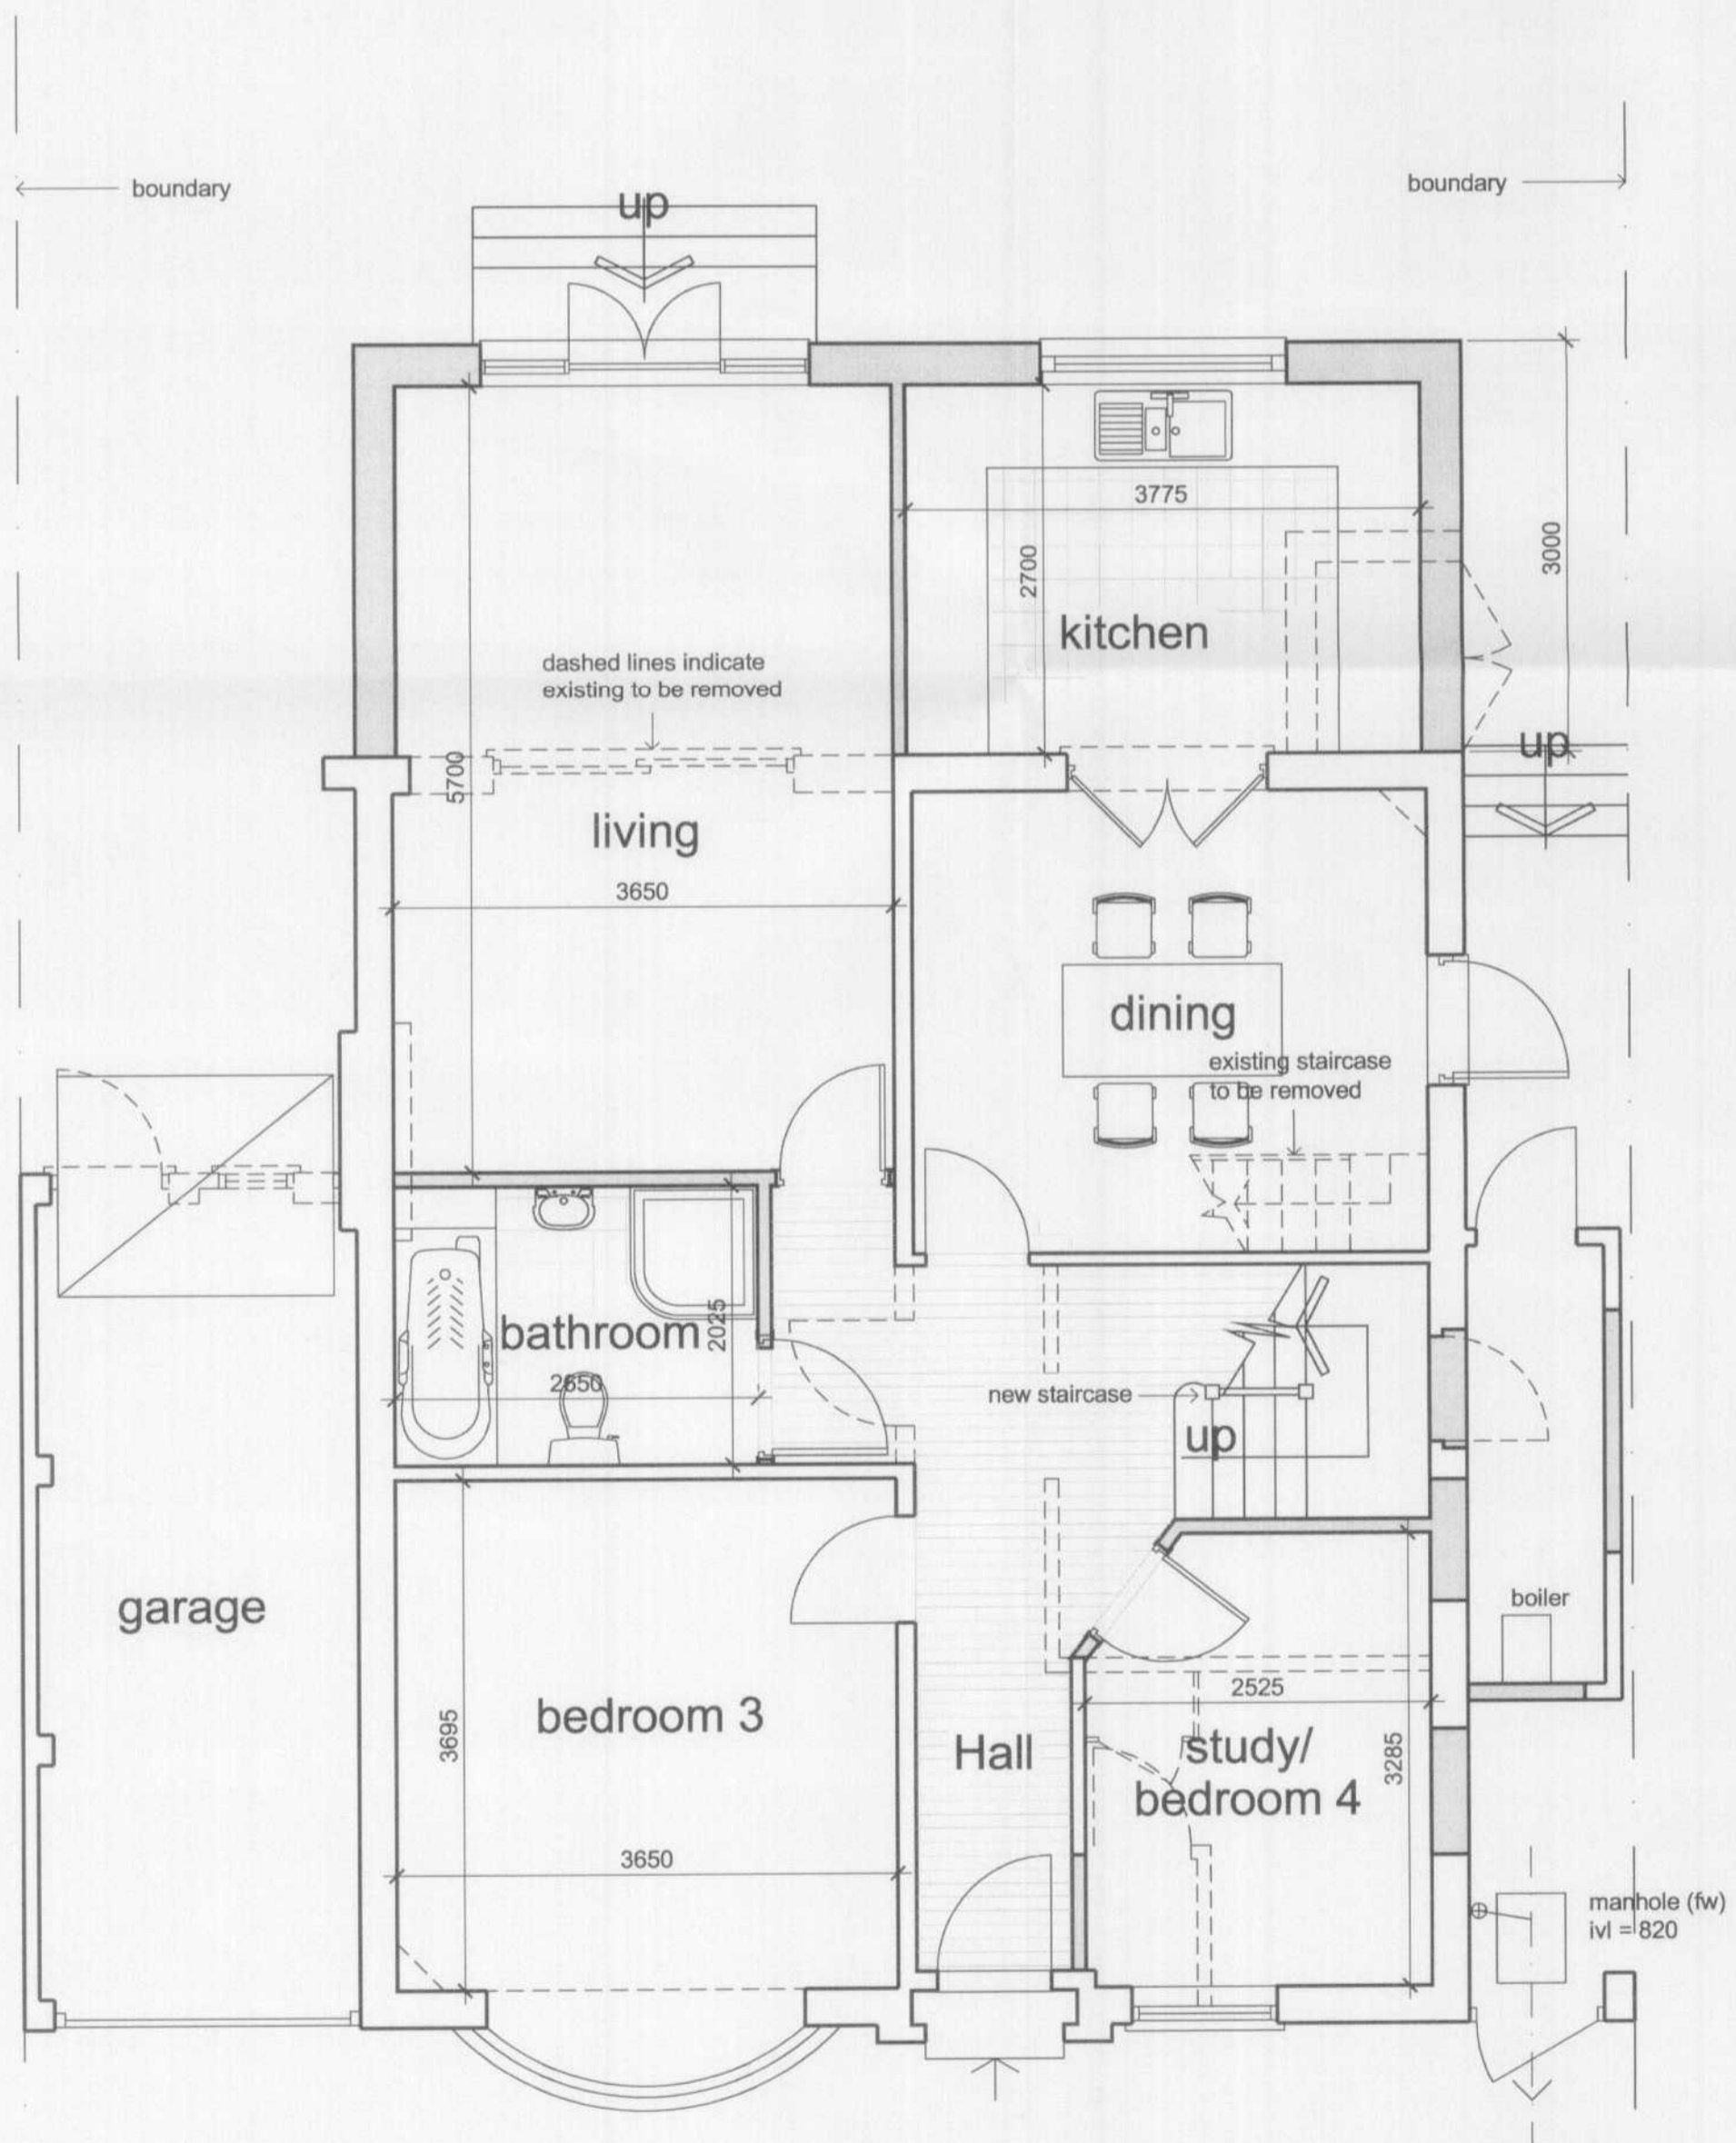 boundary
boundary
up
3775
2700
3000
kitchen
dashed lines indicate
existing to be removed
5700
living
3650
up
dining
existing staircase
to be removed
bathroom
2025
2650
new staircase
up
garage
boiler
bedroom 3
3695
3650
Hall
2525
study/
bedroom 4
3285
manhole (fw)
ivl = 820